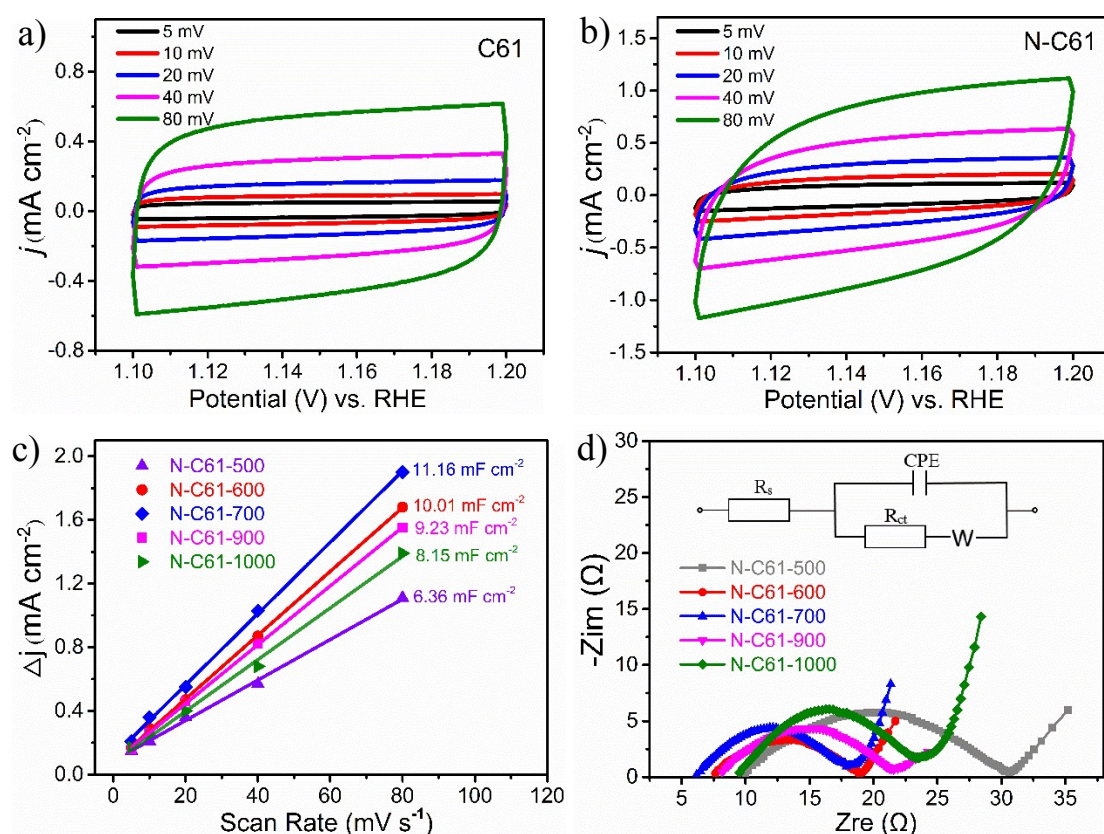 a)
C61
5 mV
10 mV
20 mV
40 mV
80 mV
j (mA cm-2)
0.8
0.4
0.0
-0.4
-0.8
1.10 1.12 1.14 1.16 1.18 1.20
Potential (V) vs. RHE
b)
N-C61
5 mV
10 mV
20 mV
40 mV
80 mV
j (mA cm-2)
1.5
1.0
0.5
0.0
-0.5
-1.0
-1.5
1.10 1.12 1.14 1.16 1.18 1.20
Potential (V) vs. RHE
c)
N-C61-500
N-C61-600
N-C61-700
N-C61-900
N-C61-1000
11.16 mF cm-2
10.01 mF cm-2
9.23 mF cm-2
8.15 mF cm-2
6.36 mF cm-2
Δj (mA cm-2)
2.0
1.6
1.2
0.8
0.4
0.0
0 20 40 60 80 100 120
Scan Rate (mV s-1)
d)
CPE
Rs
Rct
W
N-C61-500
N-C61-600
N-C61-700
N-C61-900
N-C61-1000
-Zim (Ω)
30
25
20
15
10
5
0
5 10 15 20 25 30 35
Zre (Ω)